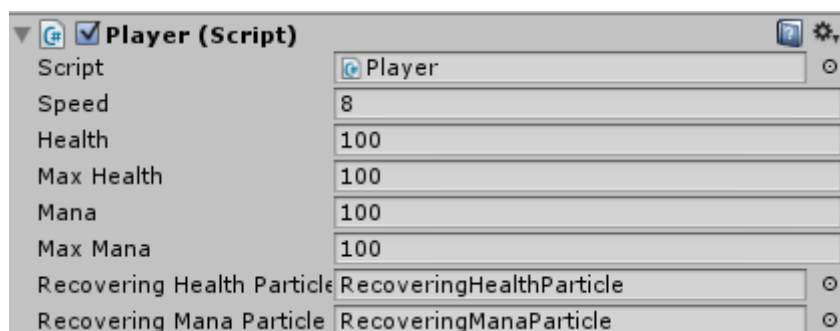 Player (Script)
Script Player
Speed 8
Health 100
Max Health 100
Mana 100
Max Mana 100
Recovering Health Particle RecoveringHealthParticle
Recovering Mana Particle RecoveringManaParticle